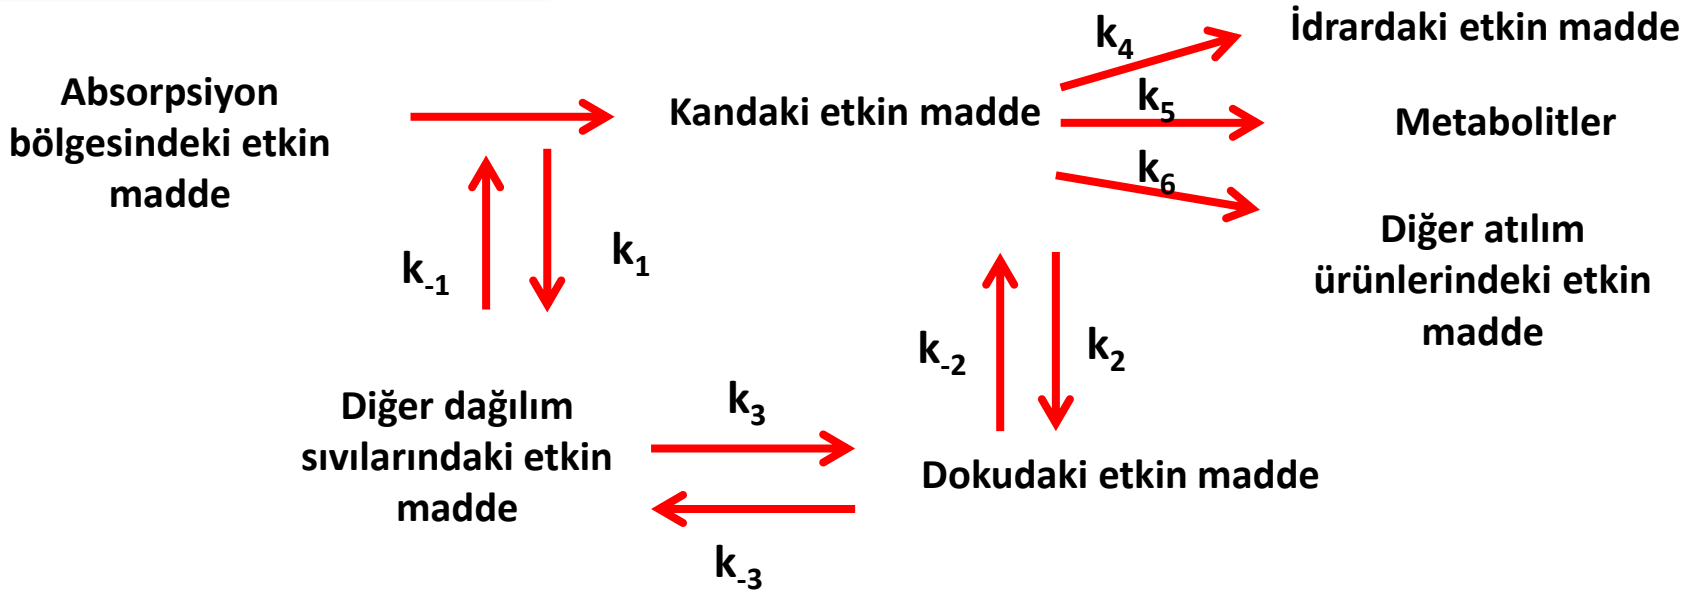 Absorpsiyon
bölgesindeki etkin
madde
Kandaki etkin madde
k4
k5
k6
İdrardaki etkin madde
Metabolitler
Diğer atılım
ürünlerindeki etkin
madde
k-1
k1
k-2
k2
Diğer dağılım
sıvılarındaki etkin
madde
k3
k-3
Dokudaki etkin madde